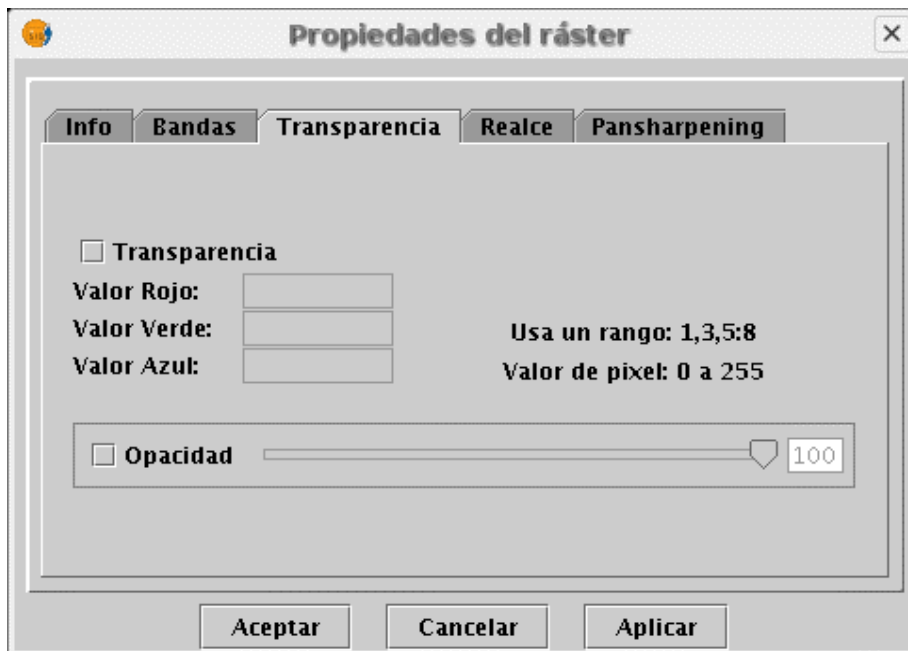 Propiedades del ráster
Info Bandas Transparencia Realce Pansharpening
Transparencia
Valor Rojo:
Valor Verde:
Valor Azul:
Usa un rango: 1,3,5:8
Valor de pixel: 0 a 255
Opacidad 100
Aceptar Cancelar Aplicar